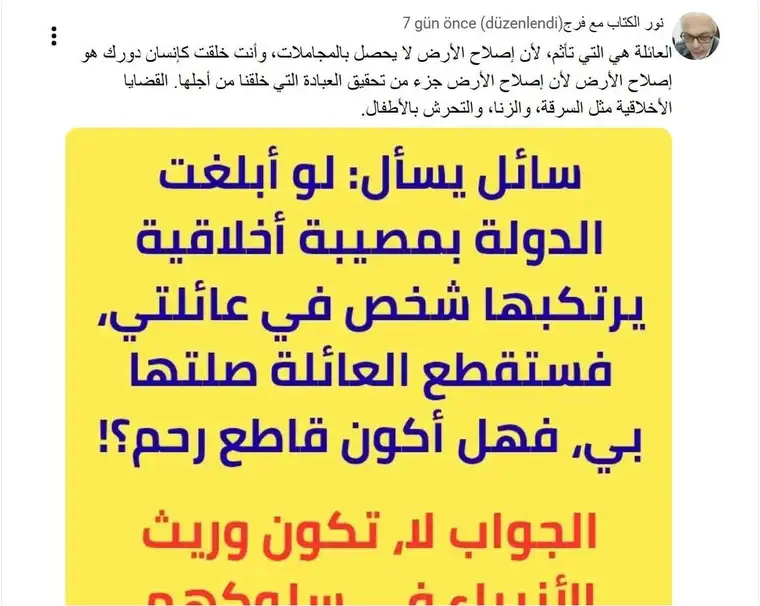 نور الكتاب مع فرج(düzenlendi) 7 gün önce
العائلة هي التي تأثم، لأن إصلاح الأرض لا يحصل بالمجاملات، وأنت خلقت كإنسان دورك هو
إصلاح الأرض لأن إصلاح الأرض جزء من تحقيق العبادة التي خلقنا من أجلها. القضايا
الأخلاقية مثل السرقة، والزنا، والتحرش بالأطفال.
سائل يسأل: لو أبلغت
الدولة بمصيبة أخلاقية
يرتكبها شخص في عائلتي،
فستقطع العائلة صلتها
بي، فهل أكون قاطع رحم؟!
الجواب لا، تكون وريث
الأنبياء في سلوكهم